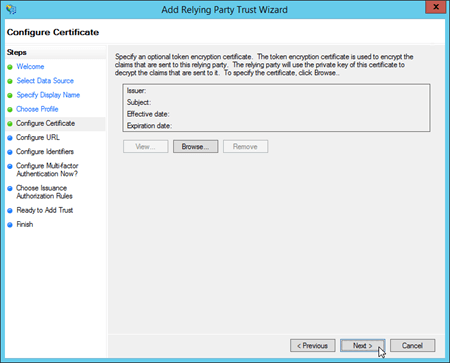 Add Relying Party Trust Wizard
x
Configure Certificate
Steps
Welcome
Select Data Source
Specify Display Name
Choose Profile
Configure Certificate
Configure URL
Configure Identifiers
Configure Multi-factor
Authentication Now?
Choose Issuance
Authorization Rules
Ready to Add Trust
Finish
Specify an optional token encryption certificate. The token encryption certificate is used to encrypt the
claims that are sent to this relying party. The relying party will use the private key of this certificate to
decrypt the claims that are sent to it. To specify the certificate, click Browse...
Issuer:
Subject:
Effective date:
Expiration date:
View...
Browse...
Remove
< Previous
Next >
Cancel